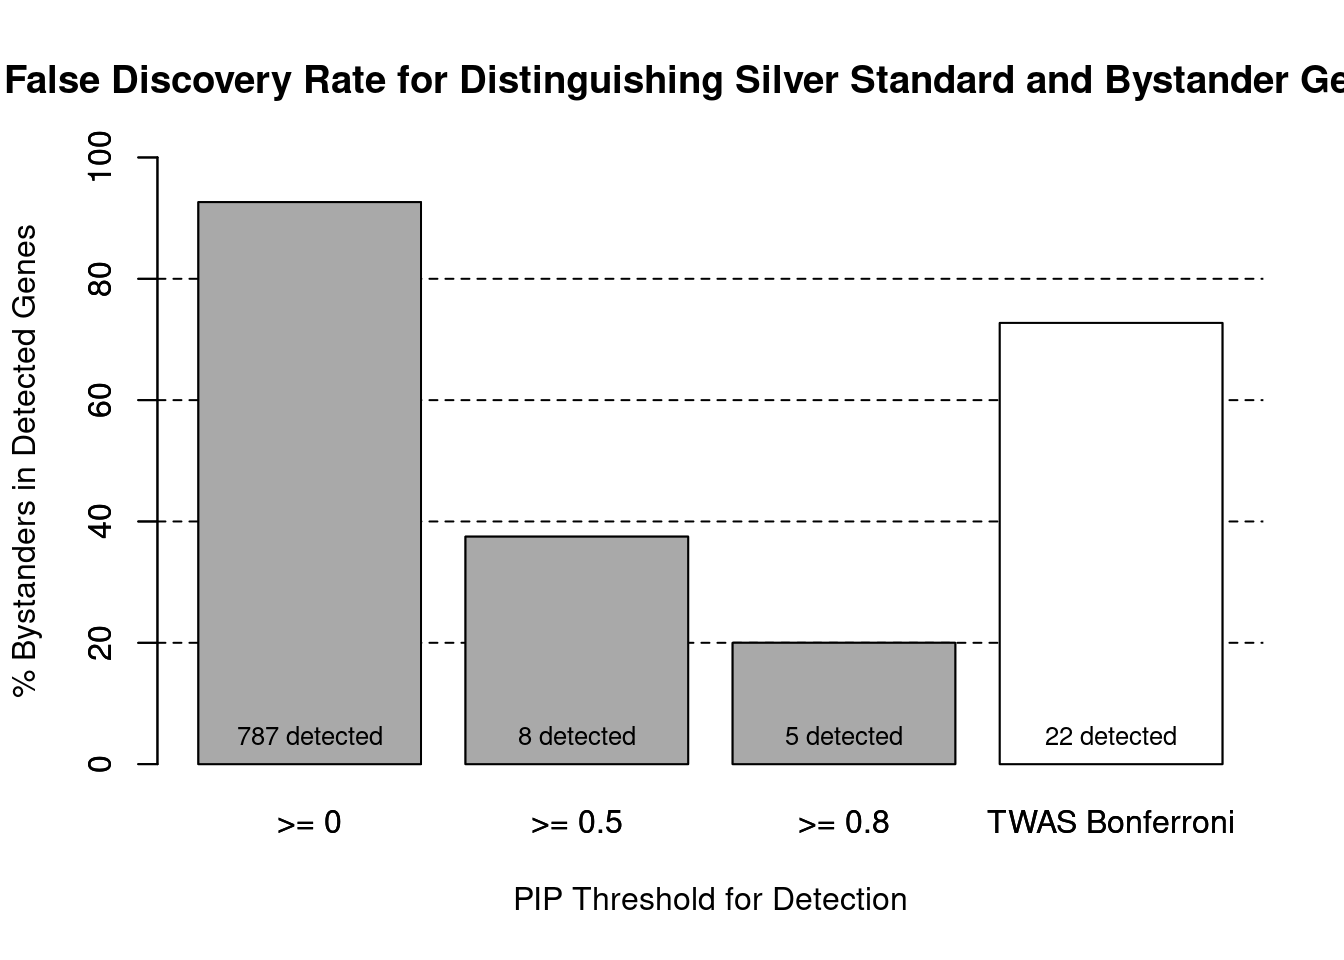 False Discovery Rate for Distinguishing Silver Standard and Bystander Ge
% Bystanders in Detected Genes
100
80
60
40
20
0
787 detected
8 detected
5 detected
22 detected
>= 0
>= 0.5
>= 0.8
TWAS Bonferroni
PIP Threshold for Detection